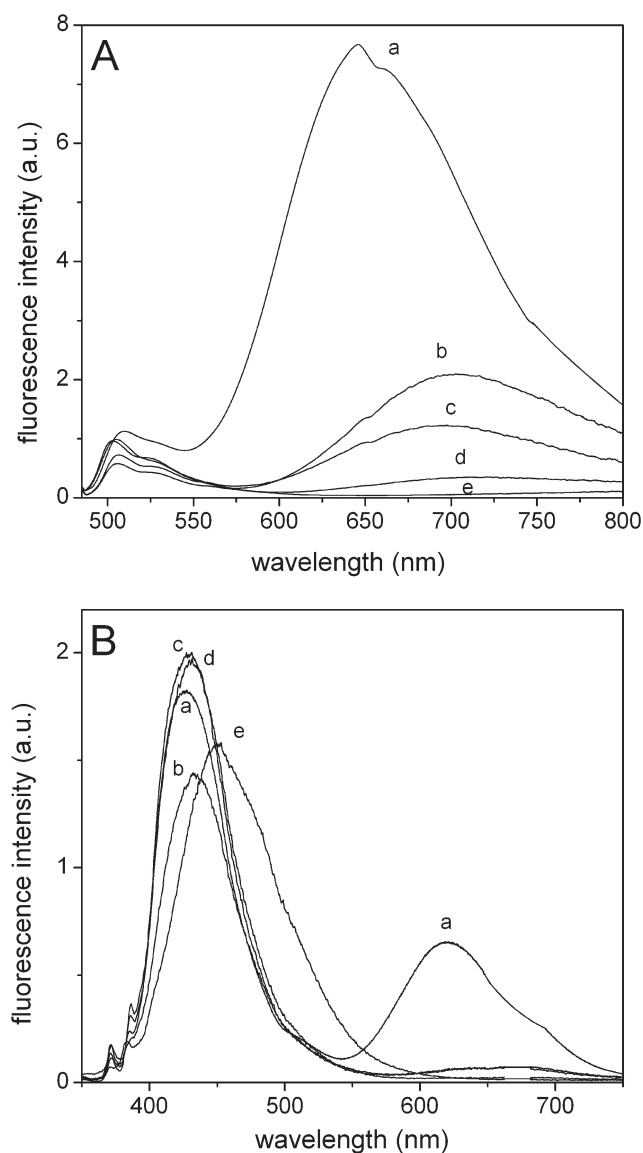 A
a
b
c
d
e
8
6
4
2
0
fluorescence intensity (a.u.)
500 550 600 650 700 750 800
wavelength (nm)
B
c
d
a
e
b
a
2
1
0
fluorescence intensity (a.u.)
400 500 600 700
wavelength (nm)